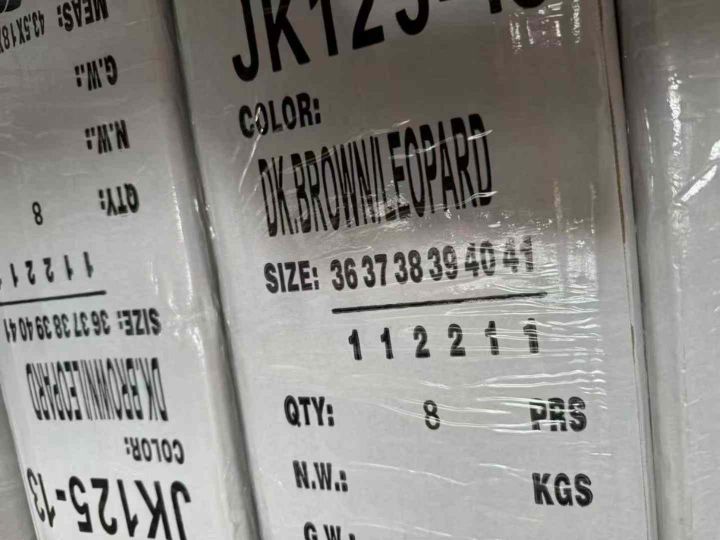 JK125-13
COLOR:
DK.BROWN/LEOPARD
SIZE: 36 37 38 39 40 41
1 1 2 2 1 1
QTY: 8 PRS
N.W.: KGS
G.W.:
JK125-13
COLOR:
DK.BROWN/LEOPARD
SIZE: 36 37 38 39 40 41
1 1 2 2 1
QTY: 8
N.W.:
G.W.:
MEAS: 43.5X18